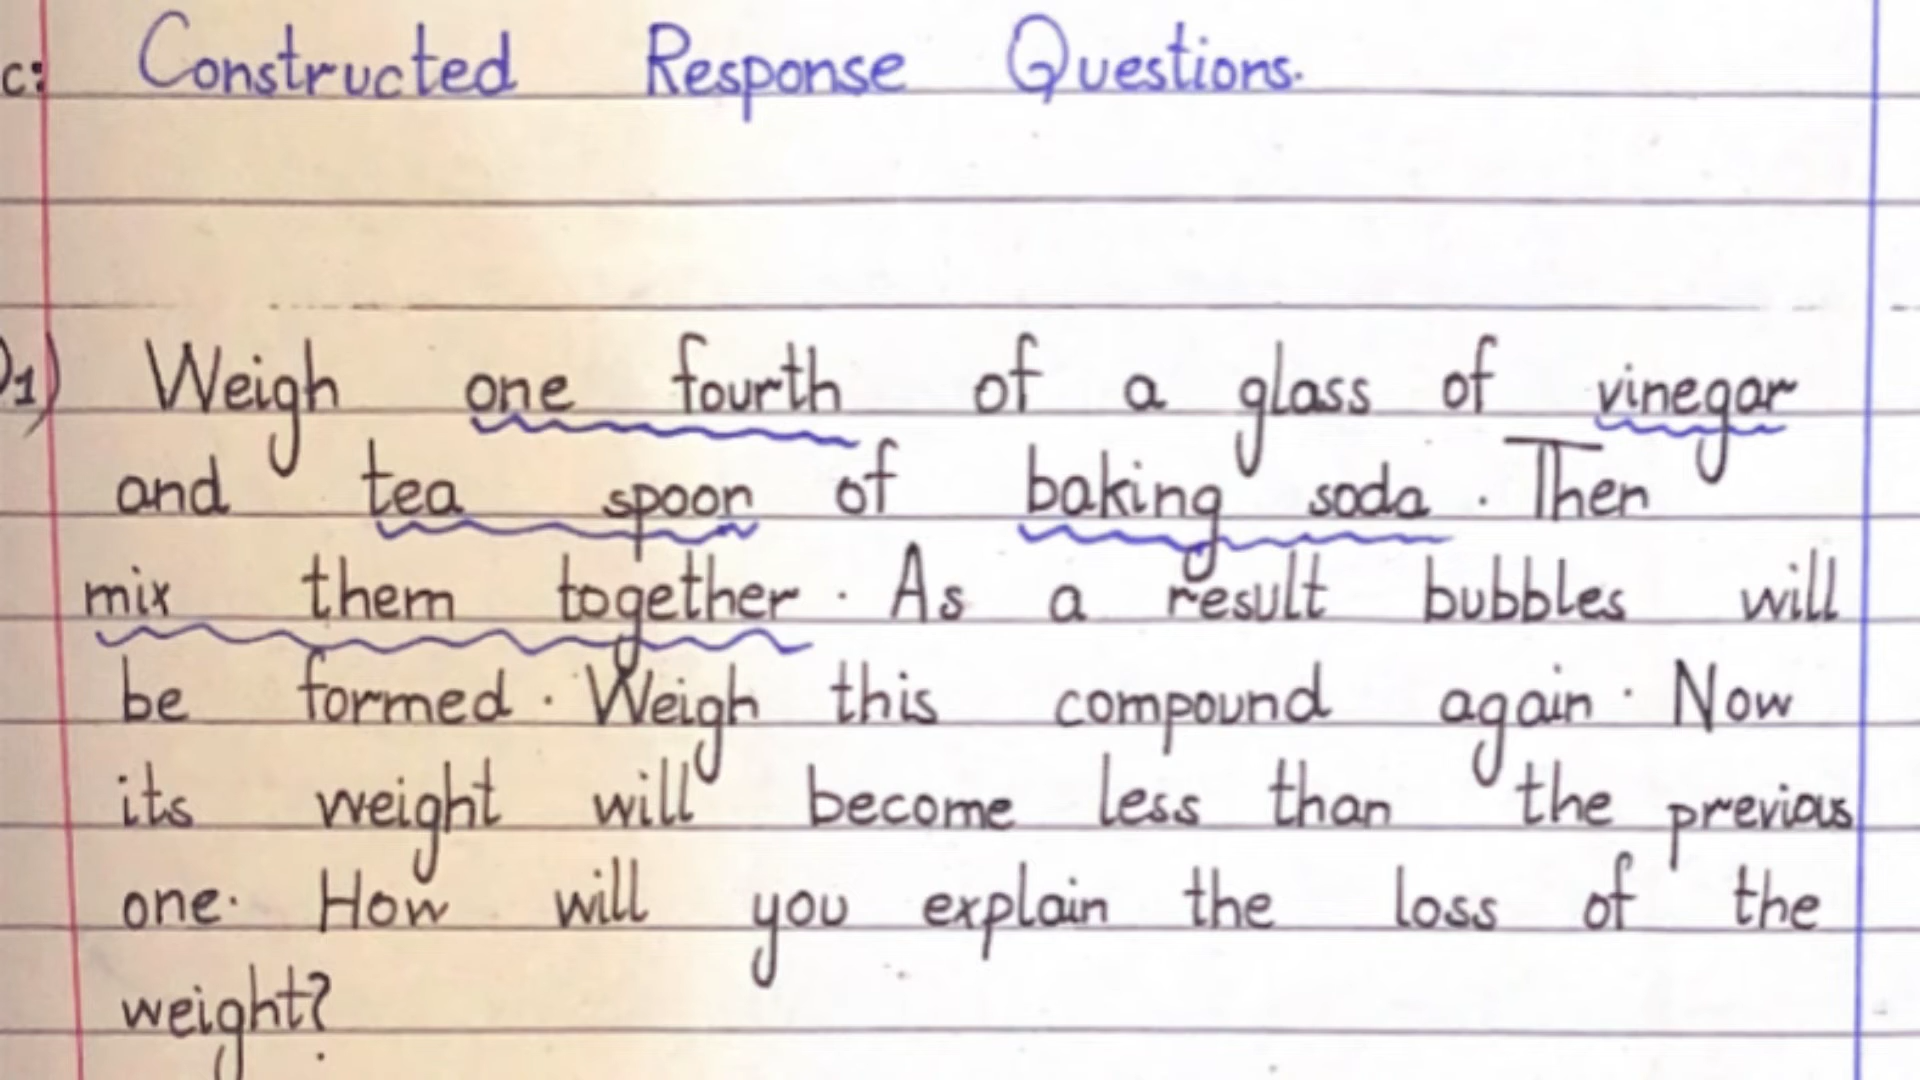 c: Constructed Response Questions.
Q1) Weigh one fourth of a glass of vinegar
and tea spoon of baking soda. Then
mix them together. As a result bubbles will
be formed. Weigh this compound again. Now
its weight will become less than the previous
one. How will you explain the loss of the
weight?